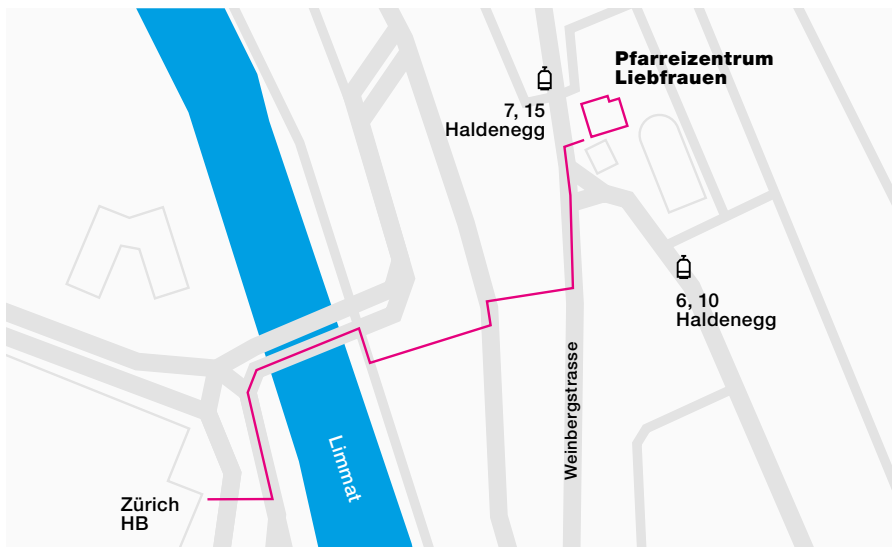 Pfarreizentrum
Liebfrauen
7, 15
Haldenegg
6, 10
Haldenegg
Weinbergstrasse
Limmat
Zürich
HB